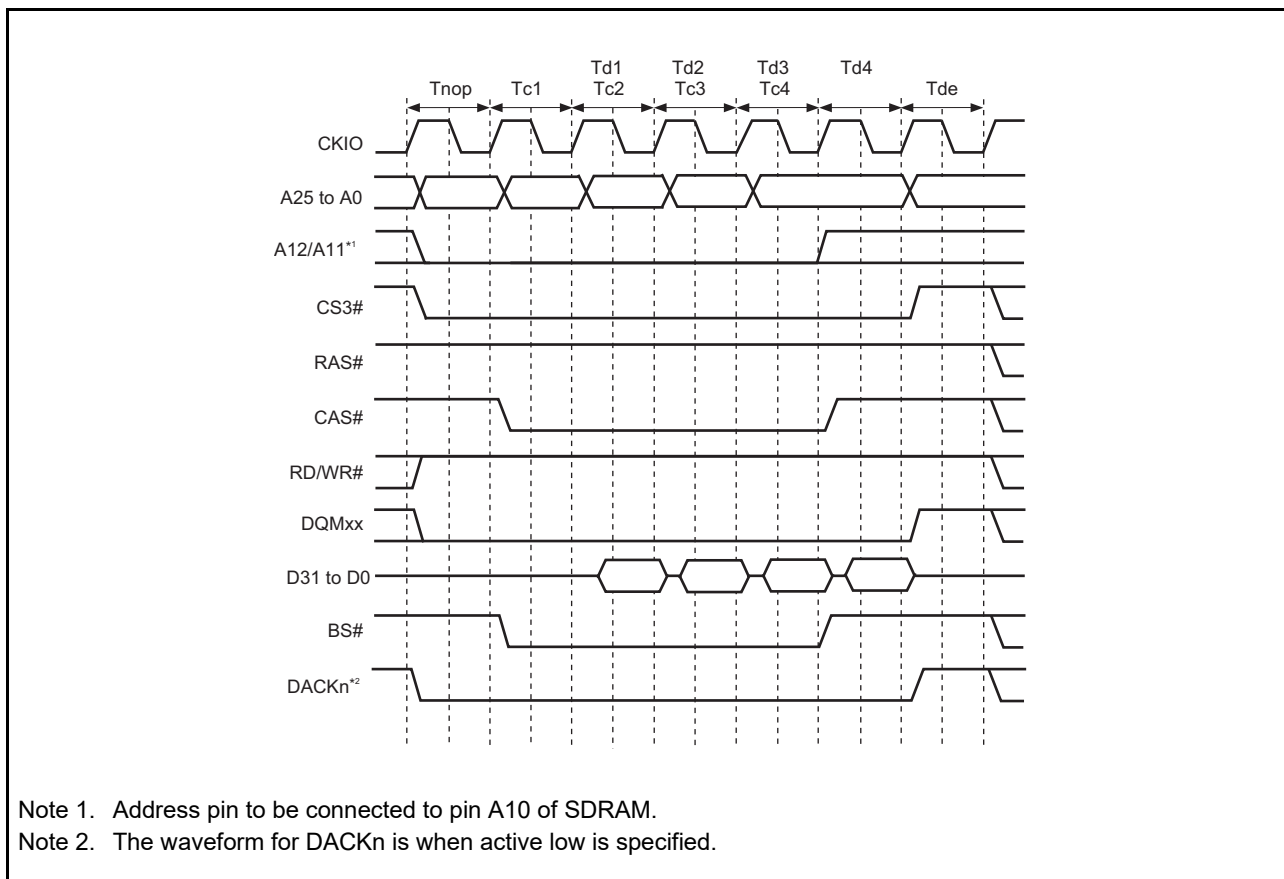 Td1 Td2 Td3 Td4
Tnop Tc1 Tc2 Tc3 Tc4 Tde
CKIO
A25 to A0
A12/A11*1
CS3#
RAS#
CAS#
RD/WR#
DQMxx
D31 to D0
BS#
DACKn*2
Note 1. Address pin to be connected to pin A10 of SDRAM.
Note 2. The waveform for DACKn is when active low is specified.